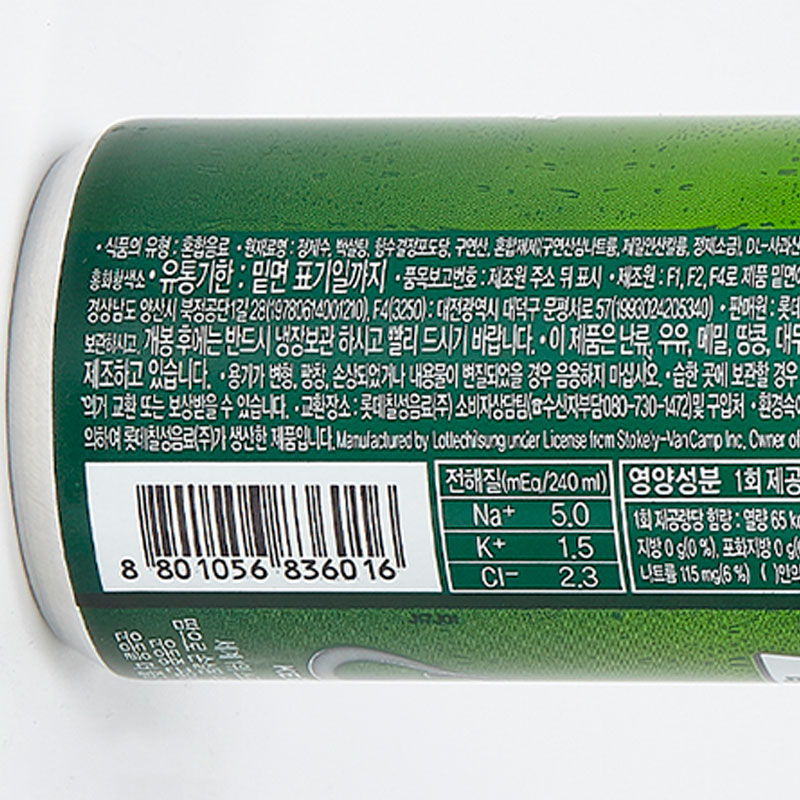 • 식품의 유형 : 혼합음료 • 원재료명 : 정제수, 백설탕, 함수결정포도당, 구연산, 혼합제제(구연산삼나트륨, 제일인산칼륨, 정제소금), DL-사과산
홍화황색소 • 유통기한 : 밑면 표기일까지 • 품목보고번호 : 제조원 주소 뒤 표시 • 제조원 : F1, F2, F4로 제품 밑면에
경상남도 양산시 북정공단1길 28(19780614001210), F4(3250) : 대전광역시 대덕구 문평서로 57(1993024205340) • 판매원 : 롯데
보관하시고, 개봉 후에는 반드시 냉장보관 하시고 빨리 드시기 바랍니다. • 이 제품은 난류, 우유, 메밀, 땅콩, 대두
제조하고 있습니다. • 용기가 변형, 팽창, 손상되었거나 내용물이 변질되었을 경우 음용하지 마십시오. • 습한 곳에 보관할 경우
의거 교환 또는 보상받을 수 있습니다. • 교환장소 : 롯데칠성음료(주) 소비자상담팀(☎수신자부담080-730-1472)및 구입처 • 환경속
의하여 롯데칠성음료(주)가 생산한 제품입니다. Manufactured by Lottechilsung under License from Stokely-VanCamp Inc. Owner of
8 801056 836016
전해질(mEq/240 ml)
Na⁺ 5.0
K⁺ 1.5
Cl⁻ 2.3
영양성분 1회 제공
1회 제공량당 함량 : 열량 65 k
지방 0 g(0 %), 포화지방 0 g(
나트륨 115 mg(6 %) ( )안의